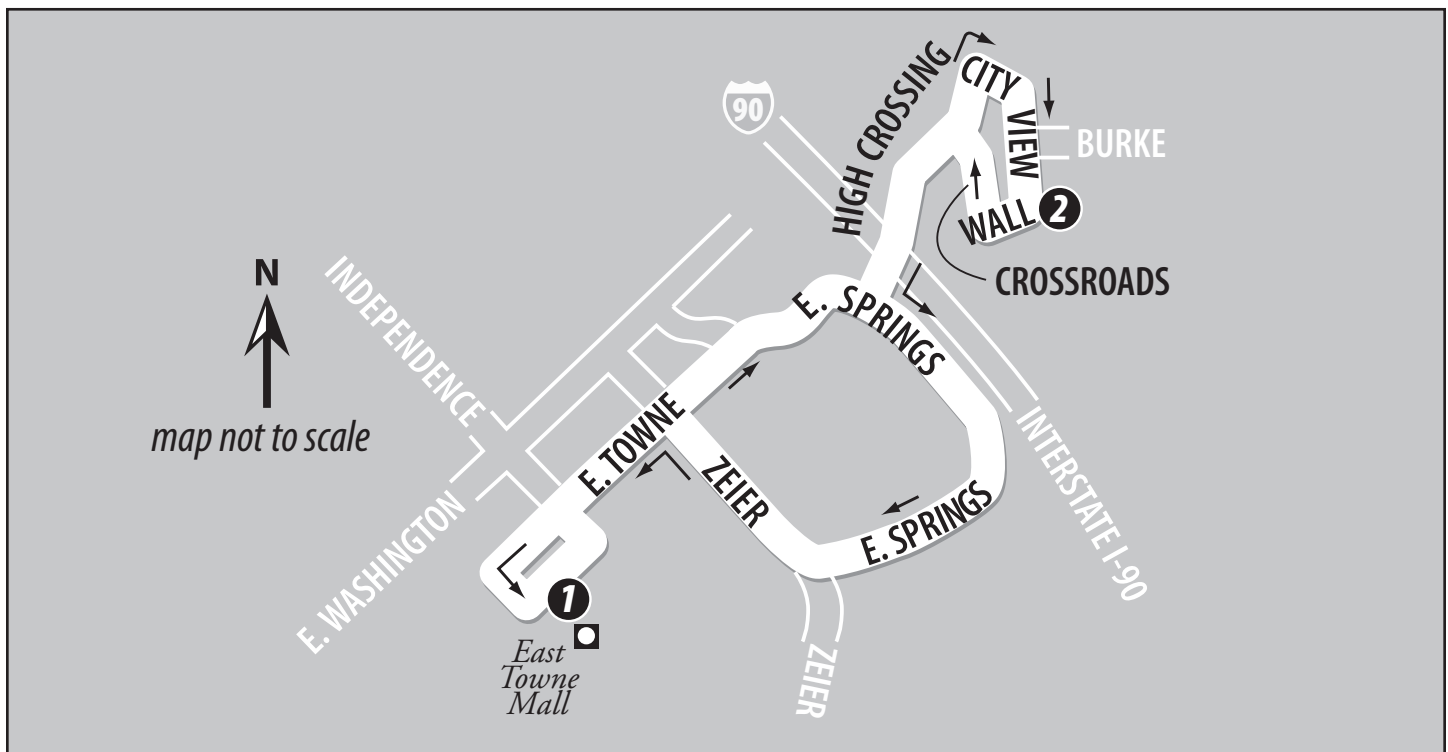 HIGH CROSSING
CITY
VIEW
90
BURKE
WALL
2
CROSSROADS
N
INDEPENDENCE
E. SPRINGS
map not to scale
E. TOWNE
ZEIER
INTERSTATE I-90
E. SPRINGS
E. WASHINGTON
1
East
Towne
Mall
ZEIER